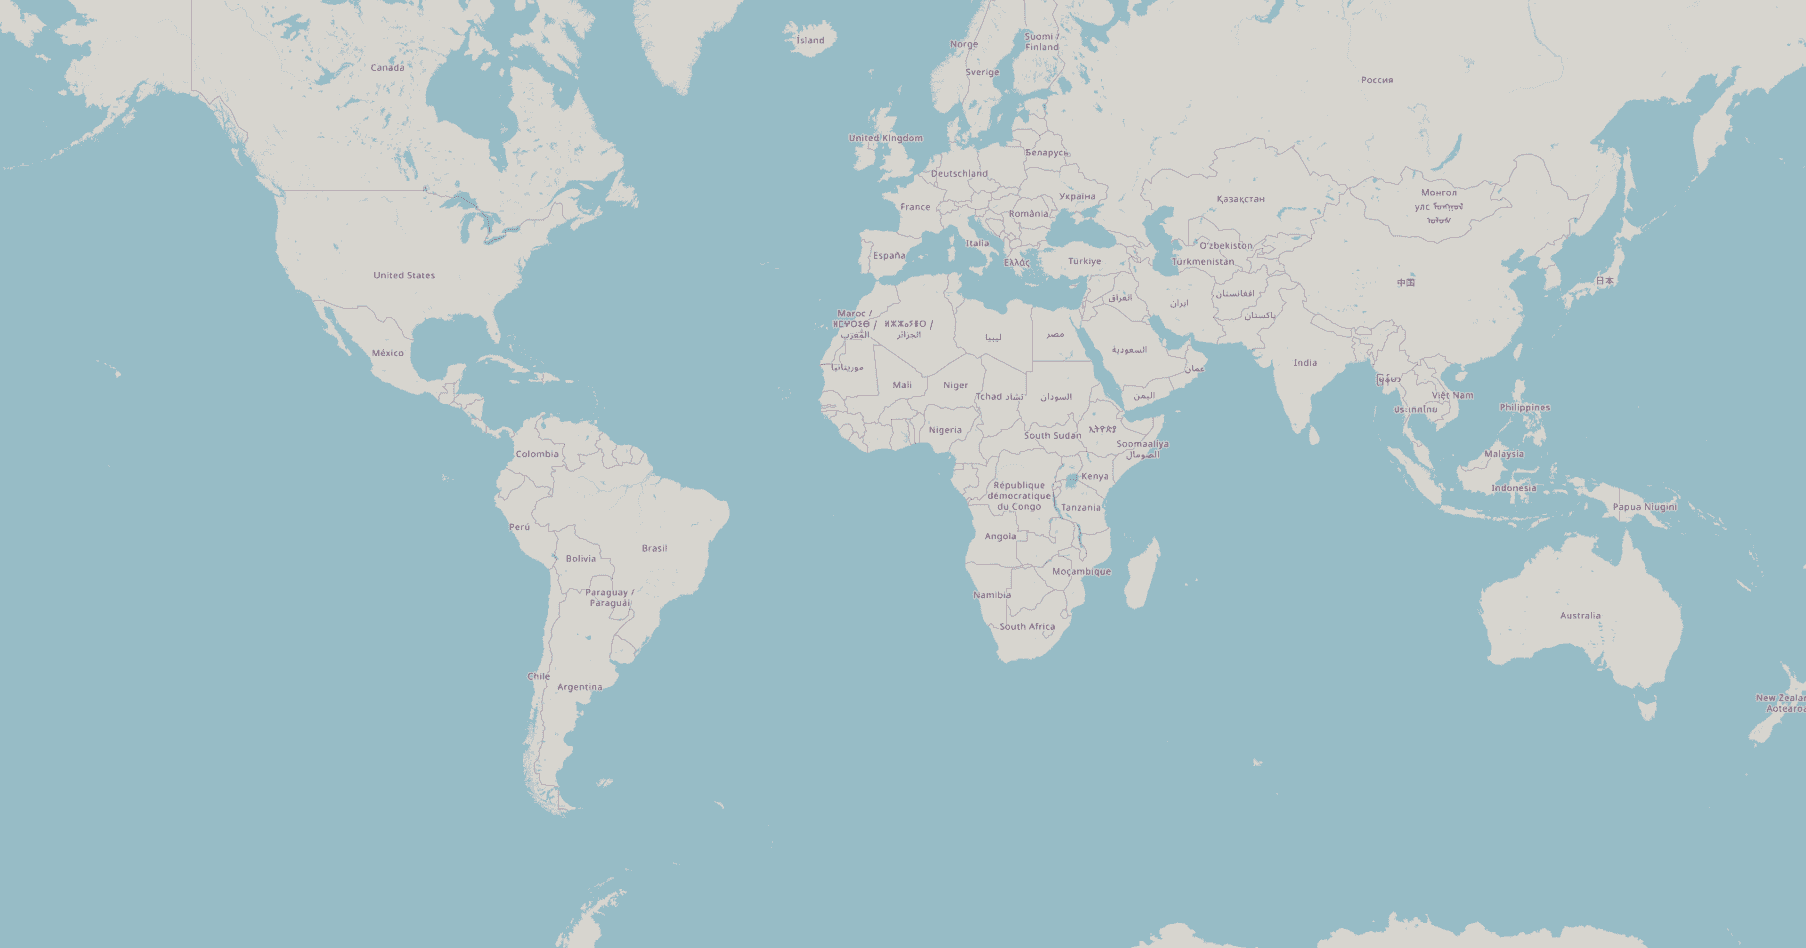 Ísland
Norge
Suomi /
Finland
Canada
Sverige
Россия
United Kingdom
Беларусь
Deutschland
Україна
Монгол
улс
Қазақстан
France
România
Italia
Oʻzbekiston
España
Ελλάς
Türkiye
Türkmenistan
United States
中国
日本
العراق
ایران
افغانستان
پاکستان
Maroc /
ⵍⵎⵖⵔⵉⴱ /
المغرب
ⵍⵣⵣⴰⵢⴻⵔ /
الجزائر
ليبيا
مصر
السعودية
México
India
موريتانيا
عمان
Mali
Niger
Tchad تشاد
السودان
اليمن
မြန်မာ
Việt Nam
ประเทศไทย
Philippines
Nigeria
South Sudan
ኢትዮጵያ
Soomaaliya
الصومال
Colombia
Malaysia
Kenya
République
démocratique
du Congo
Indonesia
Tanzania
Papua Niugini
Perú
Angola
Brasil
Bolivia
Moçambique
Paraguay /
Paraguái
Namibia
South Africa
Australia
Chile
Argentina
New Zealan
Aotearoa